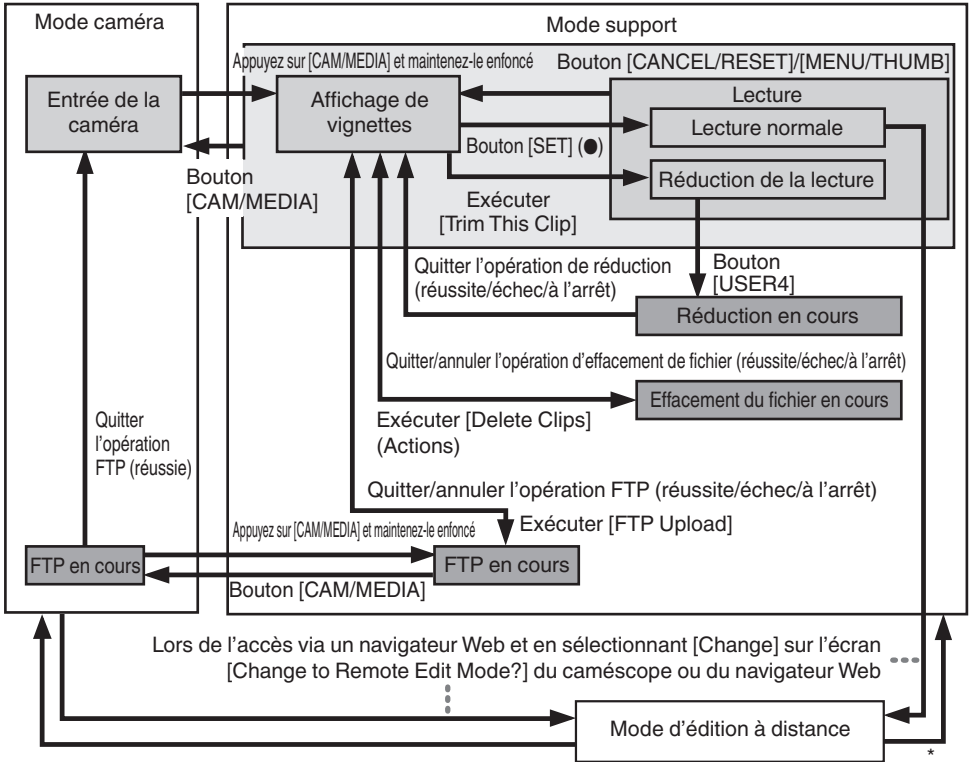 Mode caméra
Mode support
Appuyez sur [CAM/MEDIA] et maintenez-le enfoncé
Bouton [CANCEL/RESET]/[MENU/THUMB]
Entrée de la
caméra
Affichage de
vignettes
Lecture
Lecture normale
Bouton [SET] (●)
Réduction de la lecture
Bouton
[CAM/MEDIA]
Exécuter
[Trim This Clip]
Quitter l'opération de réduction
(réussite/échec/à l'arrêt)
Bouton
[USER4]
Réduction en cours
Quitter/annuler l'opération d'effacement de fichier (réussite/échec/à l'arrêt)
Effacement du fichier en cours
Exécuter [Delete Clips]
(Actions)
Quitter
l'opération
FTP (réussie)
Quitter/annuler l'opération FTP (réussite/échec/à l'arrêt)
Exécuter [FTP Upload]
Appuyez sur [CAM/MEDIA] et maintenez-le enfoncé
FTP en cours
FTP en cours
Bouton [CAM/MEDIA]
Lors de l'accès via un navigateur Web et en sélectionnant [Change] sur l'écran
[Change to Remote Edit Mode?] du caméscope ou du navigateur Web
Mode d'édition à distance
*